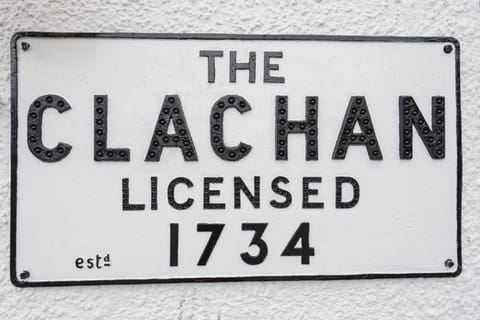 THE
CLACHAN
LICENSED
estd 1734